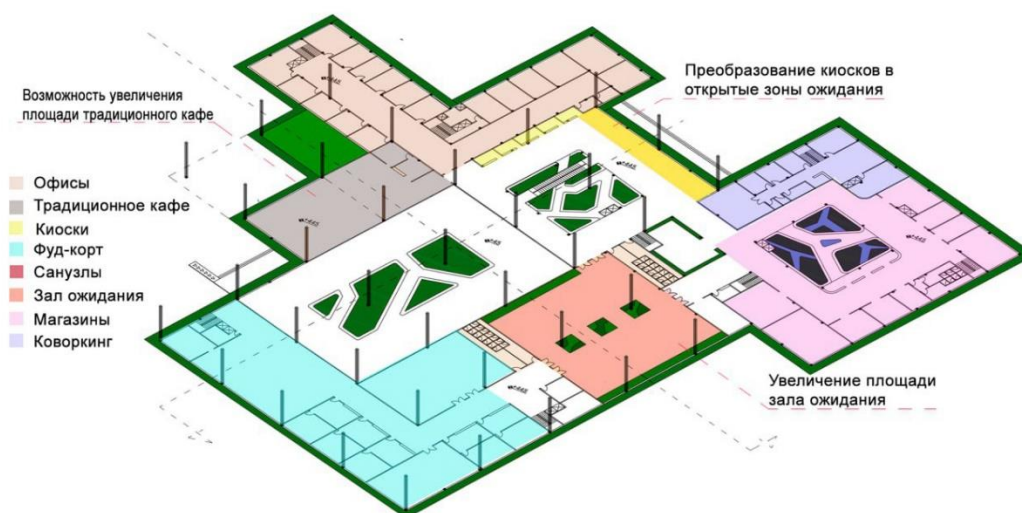 Преобразование киосков в
открытые зоны ожидания
Возможность увеличения
площади традиционного кафе
Офисы
Традиционное кафе
Киоски
Фуд-корт
Санузлы
Зал ожидания
Магазины
Коворкинг
Увеличение площади
зала ожидания